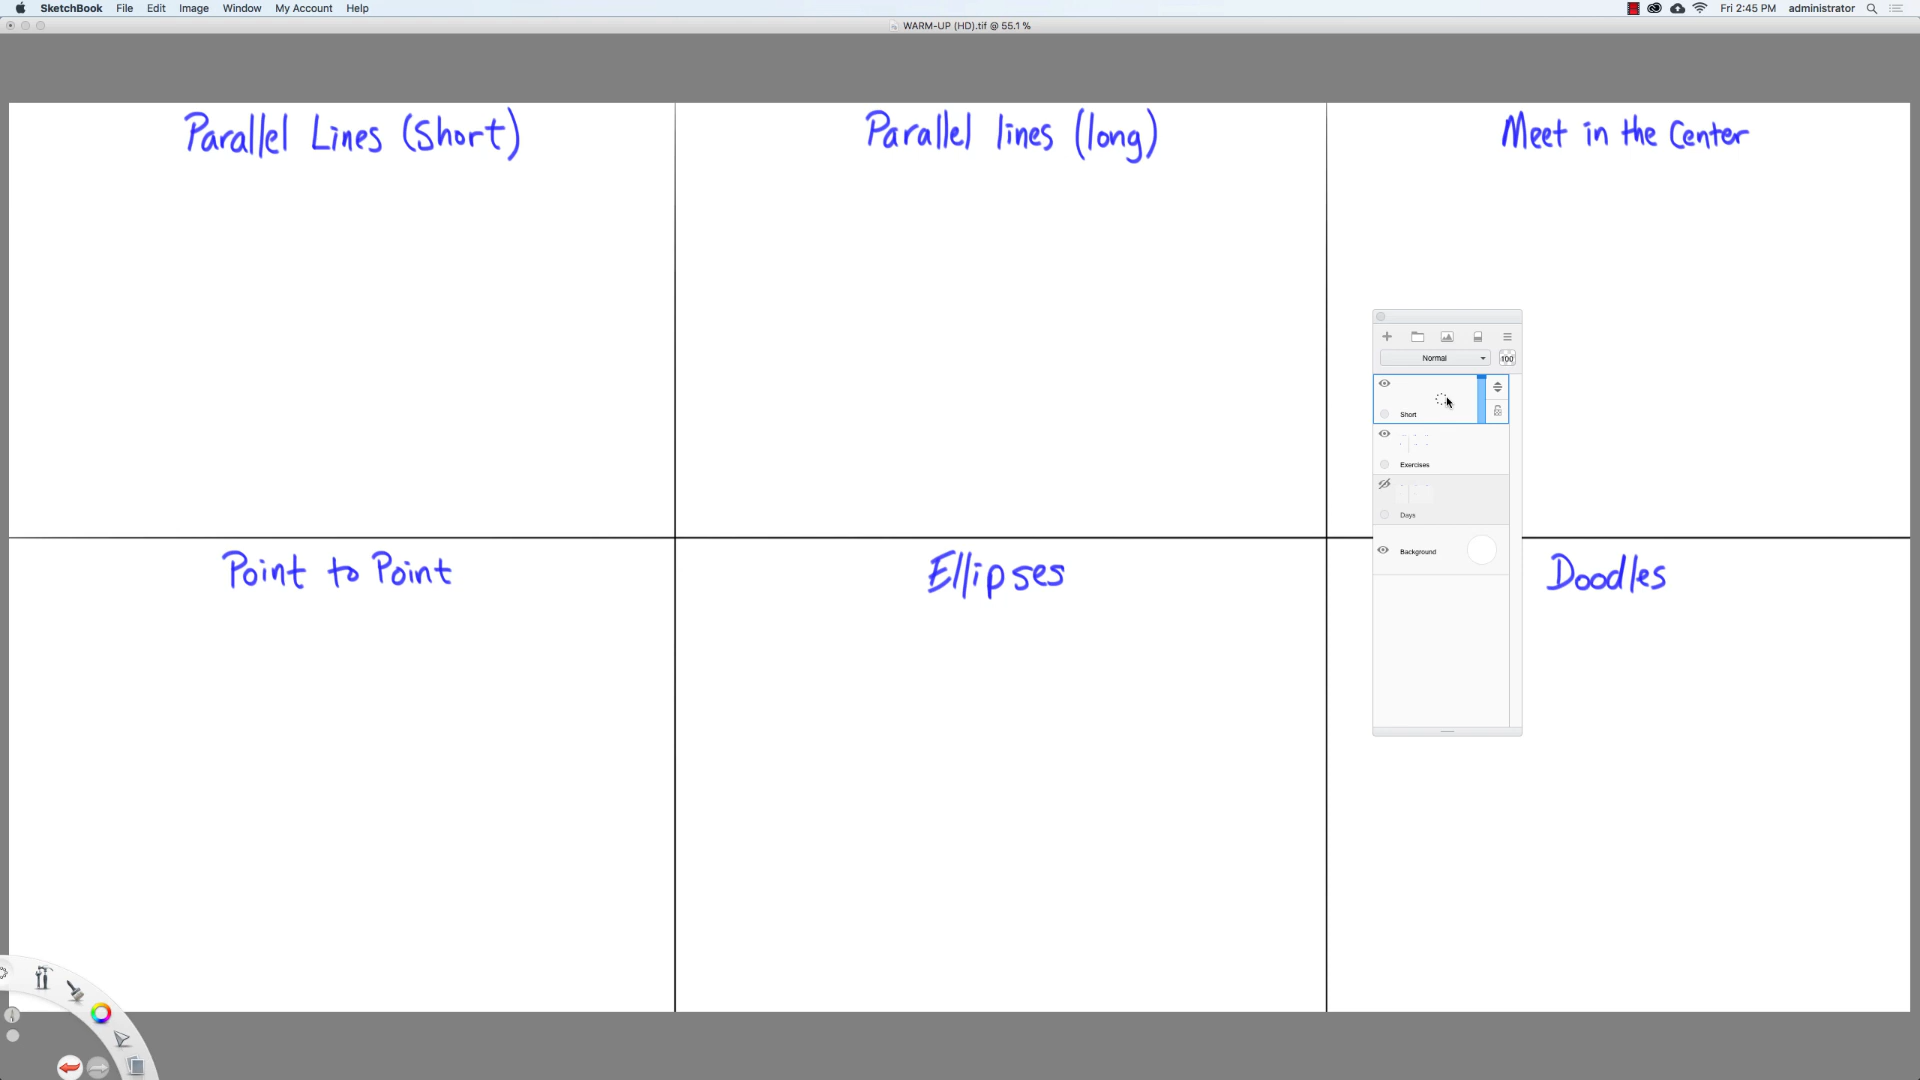 SketchBook File Edit Image Window My Account Help Fri 2:45 PM administrator
WARM-UP (HD).tif @ 55.1 %
Parallel Lines (Short)
Parallel lines (long)
Meet in the Center
Normal 100
Short
Exercises
Days
Background
Point to Point
Ellipses
Doodles